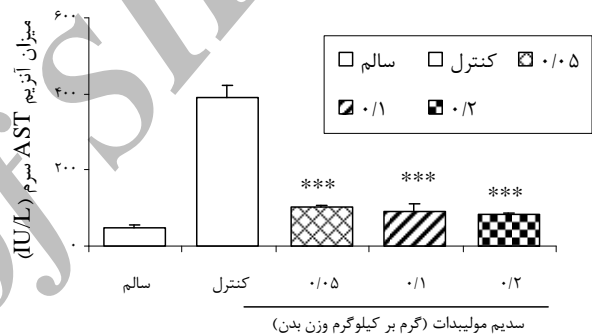 میزان آنزیم AST سرم (IU/L)
۶۰۰
۴۰۰
۲۰۰
۰
سالم کنترل ۰/۰۵
۰/۱ ۰/۲
*** *** ***
سالم کنترل ۰/۰۵ ۰/۱ ۰/۲
سدیم مولیبدات (گرم بر کیلوگرم وزن بدن)